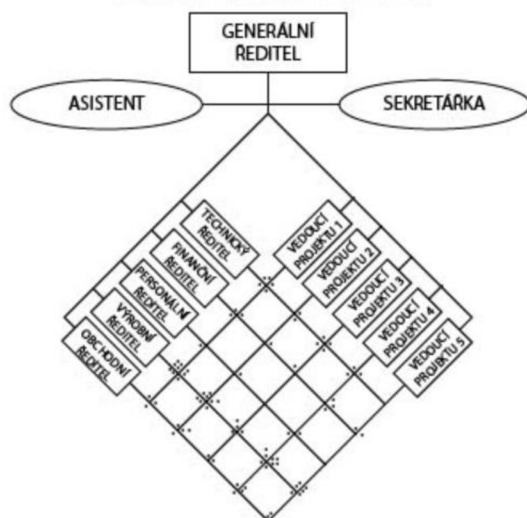 GENERÁLNÍ
ŘEDITEL
ASISTENT
SEKRETÁŘKA
TECHNICKÝ
ŘEDITEL
FINANČNÍ
ŘEDITEL
PERSONÁLNÍ
ŘEDITEL
VÝROBNÍ
ŘEDITEL
OBCHODNÍ
ŘEDITEL
VEDOUCÍ
PROJEKTU 1
VEDOUCÍ
PROJEKTU 2
VEDOUCÍ
PROJEKTU 3
VEDOUCÍ
PROJEKTU 4
VEDOUCÍ
PROJEKTU 5